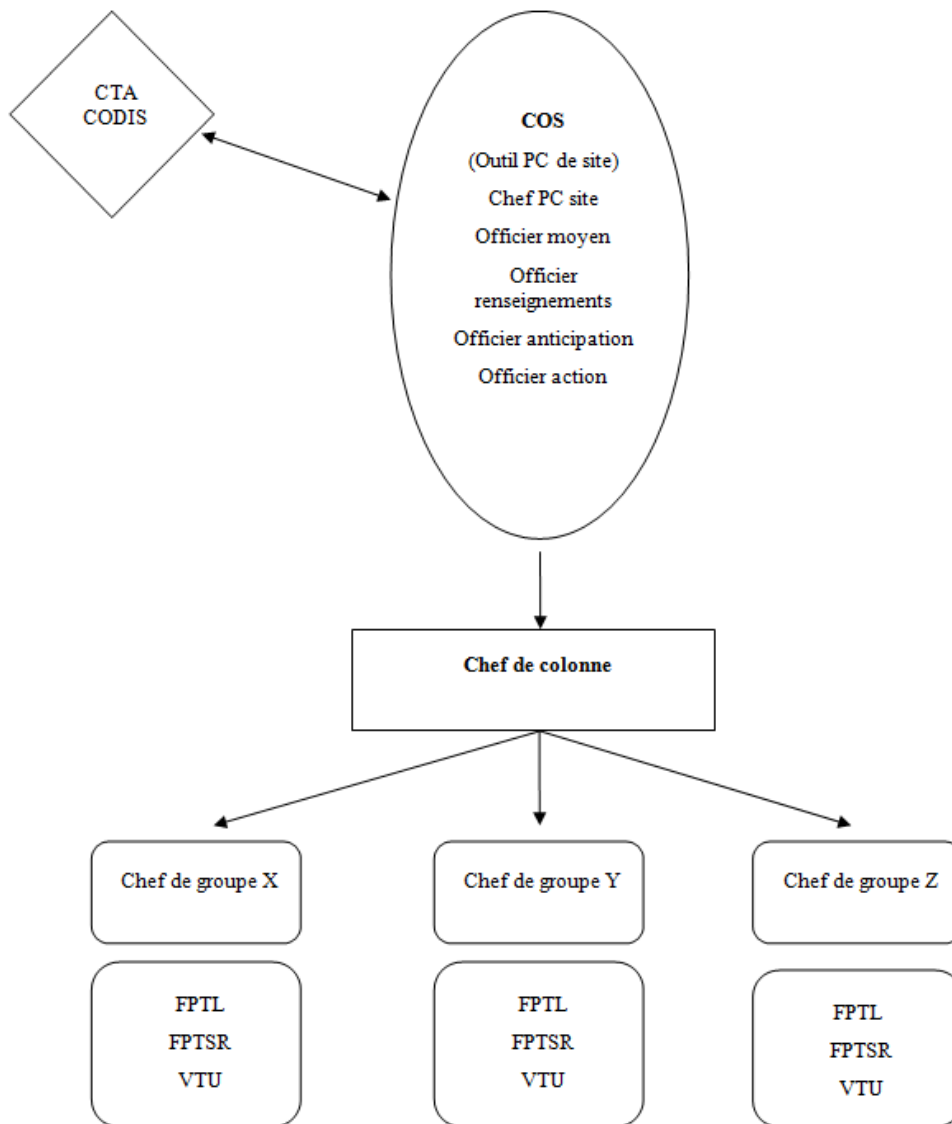 CTA
CODIS
COS
(Outil PC de site)
Chef PC site
Officier moyen
Officier
renseignements
Officier anticipation
Officier action
Chef de colonne
Chef de groupe X
Chef de groupe Y
Chef de groupe Z
FPTL
FPTSR
VTU
FPTL
FPTSR
VTU
FPTL
FPTSR
VTU